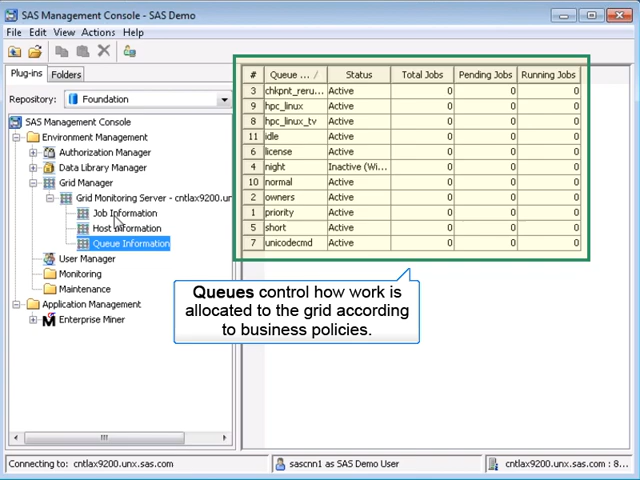 SAS Management Console - SAS Demo
File Edit View Actions Help
Plug-ins Folders
Repository: Foundation
SAS Management Console
Environment Management
Authorization Manager
Data Library Manager
Grid Manager
Grid Monitoring Server - cntlax9200.un
Job Information
Host Information
Queue Information
User Manager
Monitoring
Maintenance
Application Management
Enterprise Miner
# Queue ... / Status Total Jobs Pending Jobs Running Jobs
3 chkpnt_reru... Active 0 0 0
9 hpc_linux Active 0 0 0
8 hpc_linux_tv Active 0 0 0
11 idle Active 0 0 0
6 license Active 0 0 0
4 night Inactive (Wi... 0 0 0
10 normal Active 0 0 0
2 owners Active 0 0 0
1 priority Active 0 0 0
5 short Active 0 0 0
7 unicodecmd Active 0 0 0
Queues control how work is
allocated to the grid according
to business policies.
Connecting to: cntlax9200.unx.sas.com
sascnn1 as SAS Demo User
cntlax9200.unx.sas.com : 8...